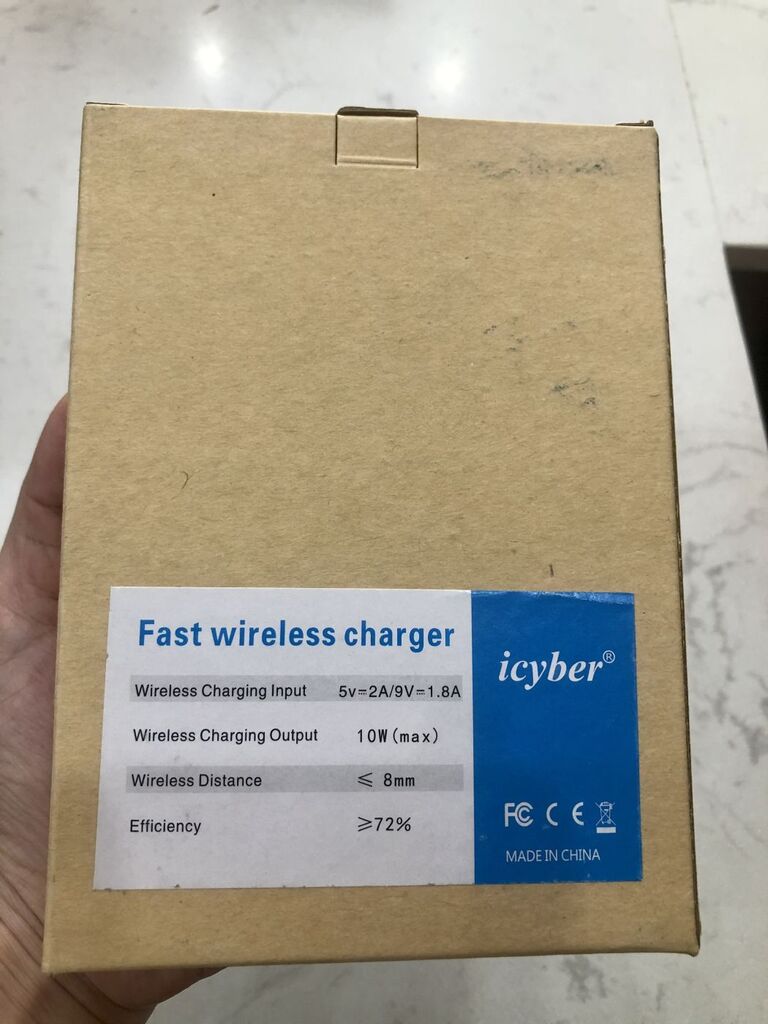 Fast wireless charger
Wireless Charging Input 5v⎓2A/9V⎓1.8A
Wireless Charging Output 10W(max)
Wireless Distance ≤ 8mm
Efficiency ≥72%
icyber®
FC CE
MADE IN CHINA